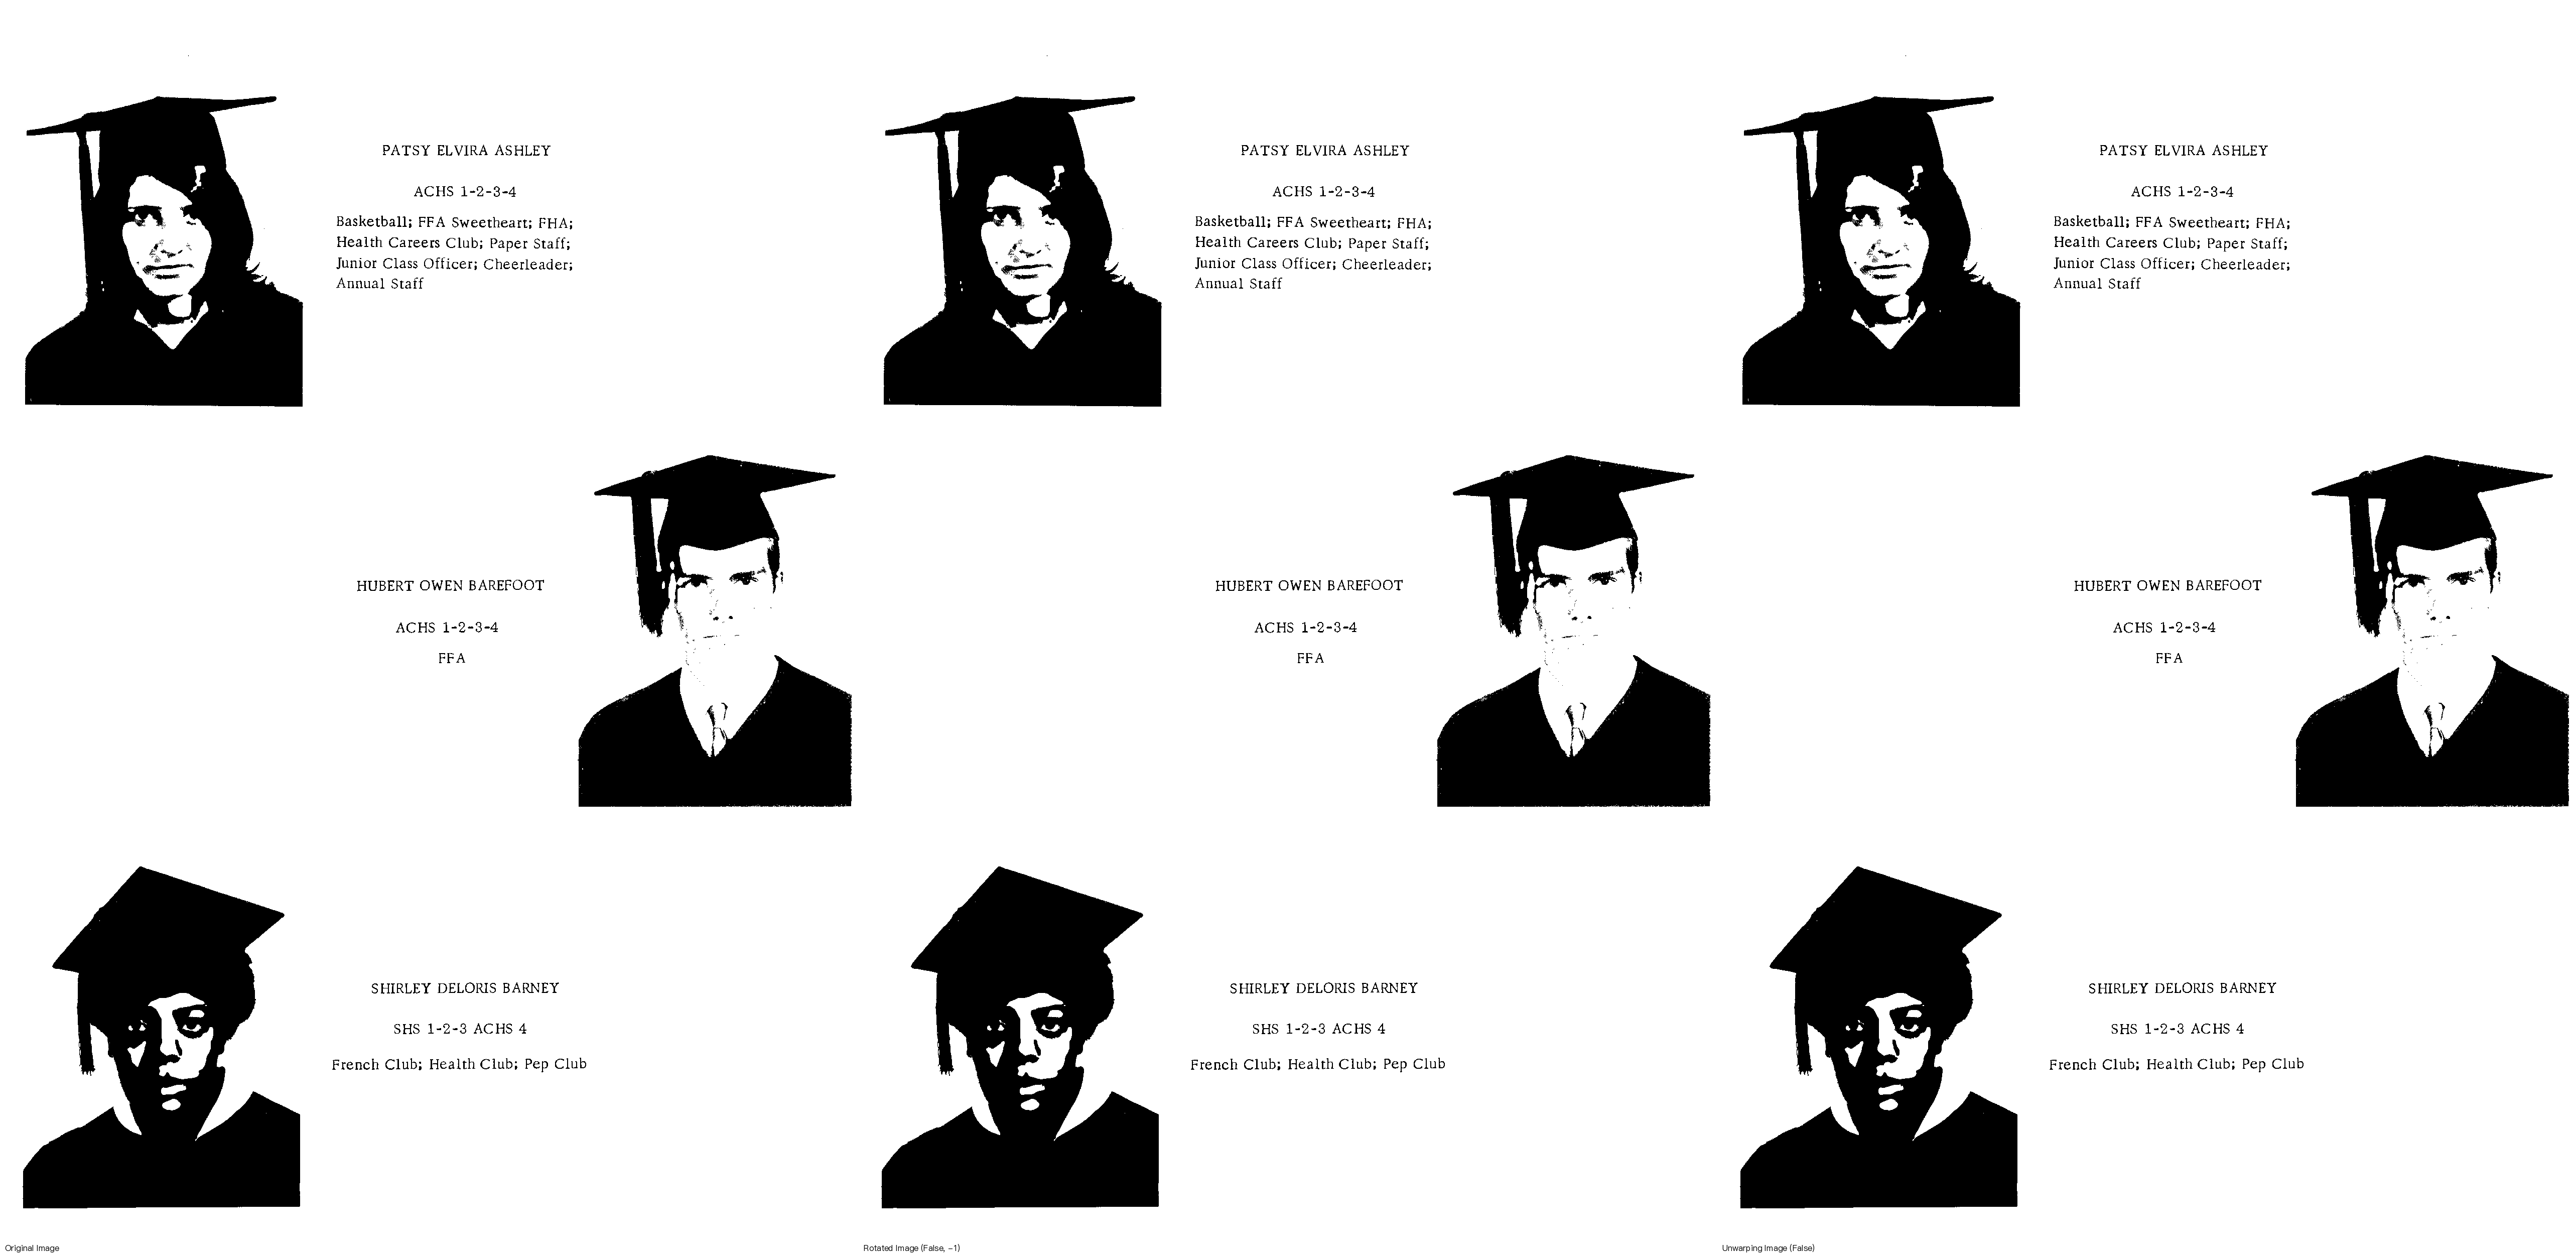 PATSY ELVIRA ASHLEY
ACHS 1-2-3-4
Basketball; FFA Sweetheart; FHA;
Health Careers Club; Paper Staff;
Junior Class Officer; Cheerleader;
Annual Staff
HUBERT OWEN BAREFOOT
ACHS 1-2-3-4
FFA
SHIRLEY DELORIS BARNEY
SHS 1-2-3 ACHS 4
French Club; Health Club; Pep Club
Original Image
PATSY ELVIRA ASHLEY
ACHS 1-2-3-4
Basketball; FFA Sweetheart; FHA;
Health Careers Club; Paper Staff;
Junior Class Officer; Cheerleader;
Annual Staff
HUBERT OWEN BAREFOOT
ACHS 1-2-3-4
FFA
SHIRLEY DELORIS BARNEY
SHS 1-2-3 ACHS 4
French Club; Health Club; Pep Club
Rotated Image (False, -1)
PATSY ELVIRA ASHLEY
ACHS 1-2-3-4
Basketball; FFA Sweetheart; FHA;
Health Careers Club; Paper Staff;
Junior Class Officer; Cheerleader;
Annual Staff
HUBERT OWEN BAREFOOT
ACHS 1-2-3-4
FFA
SHIRLEY DELORIS BARNEY
SHS 1-2-3 ACHS 4
French Club; Health Club; Pep Club
Unwarping Image (False)